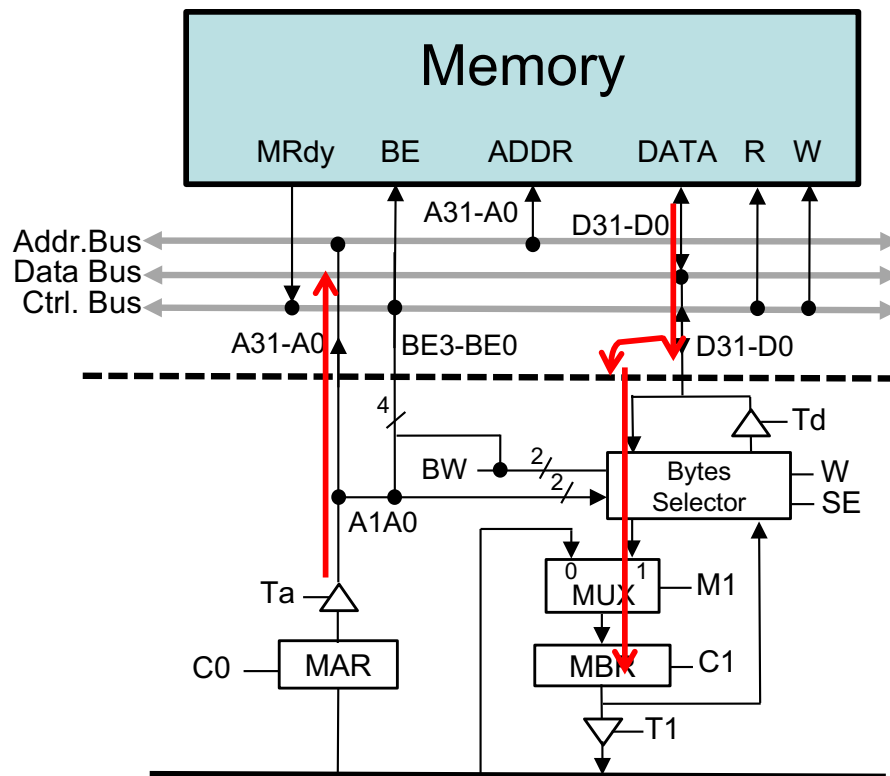 Memory
MRdy BE ADDR DATA R W
A31-A0
D31-D0
Addr.Bus
Data Bus
Ctrl. Bus
A31-A0 BE3-BE0 D31-D0
4
Td
BW 2 Bytes W
2 Selector SE
A1A0
0 1
Ta MUX M1
C0 MAR MBR C1
T1